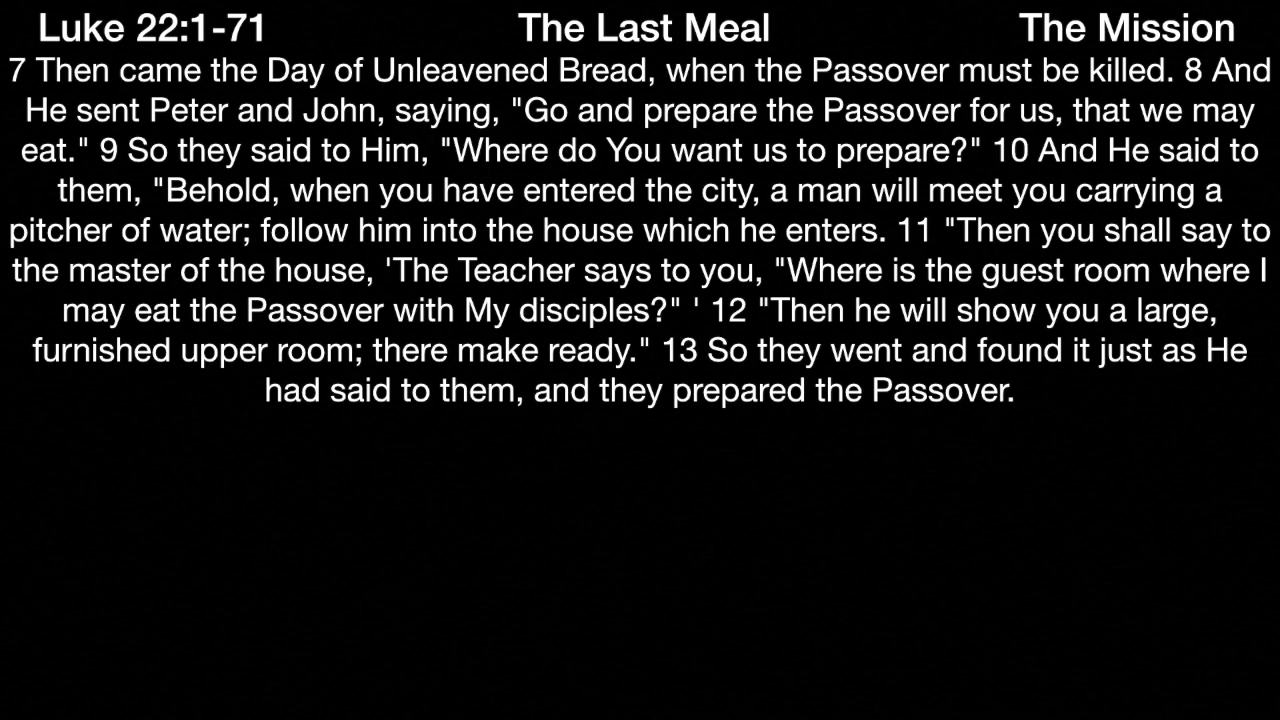 Luke 22:1-71 The Last Meal The Mission
7 Then came the Day of Unleavened Bread, when the Passover must be killed. 8 And
He sent Peter and John, saying, "Go and prepare the Passover for us, that we may
eat." 9 So they said to Him, "Where do You want us to prepare?" 10 And He said to
them, "Behold, when you have entered the city, a man will meet you carrying a
pitcher of water; follow him into the house which he enters. 11 "Then you shall say to
the master of the house, 'The Teacher says to you, "Where is the guest room where I
may eat the Passover with My disciples?" ' 12 "Then he will show you a large,
furnished upper room; there make ready." 13 So they went and found it just as He
had said to them, and they prepared the Passover.